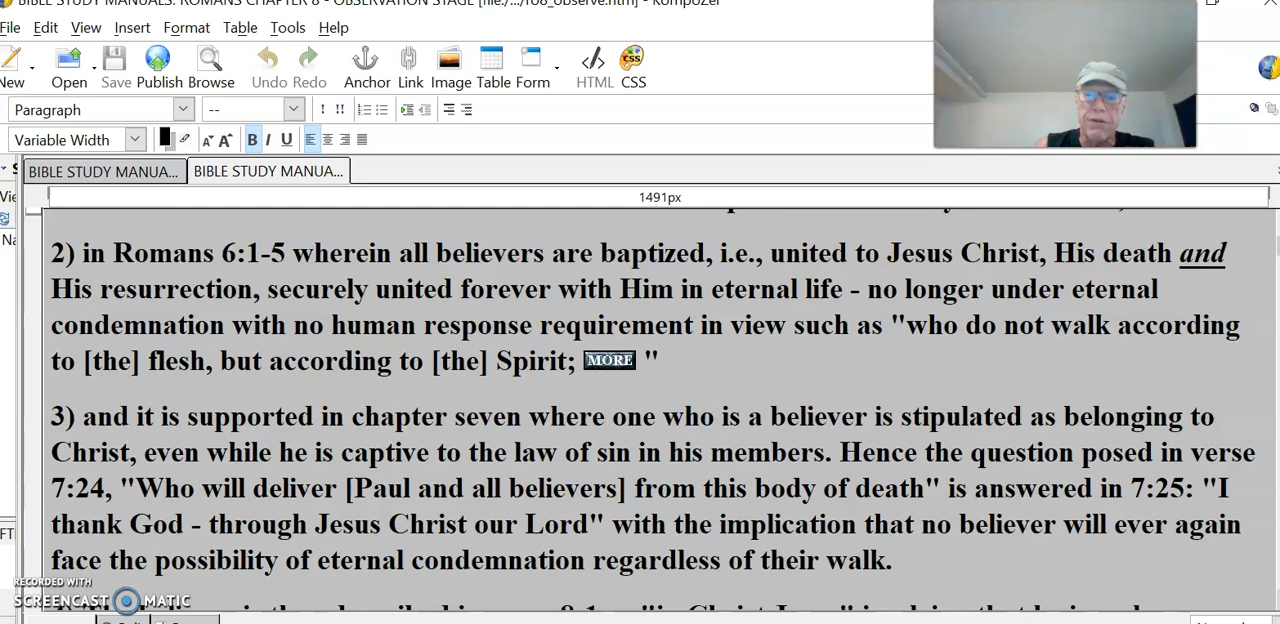 BIBLE STUDY MANUALS: ROMANS CHAPTER 8 - OBSERVATION STAGE [file:/.../ro8_observe.htm] - KompoZer
File Edit View Insert Format Table Tools Help
New Open Save Publish Browse Undo Redo Anchor Link Image Table Form HTML CSS
Paragraph -- ! !!
Variable Width A A B I U
BIBLE STUDY MANUA... BIBLE STUDY MANUA...
1491px
2) in Romans 6:1-5 wherein all believers are baptized, i.e., united to Jesus Christ, His death and
His resurrection, securely united forever with Him in eternal life - no longer under eternal
condemnation with no human response requirement in view such as "who do not walk according
to [the] flesh, but according to [the] Spirit; MORE "
3) and it is supported in chapter seven where one who is a believer is stipulated as belonging to
Christ, even while he is captive to the law of sin in his members. Hence the question posed in verse
7:24, "Who will deliver [Paul and all believers] from this body of death" is answered in 7:25: "I
thank God - through Jesus Christ our Lord" with the implication that no believer will ever again
face the possibility of eternal condemnation regardless of their walk.
RECORDED WITH
SCREENCAST MATIC